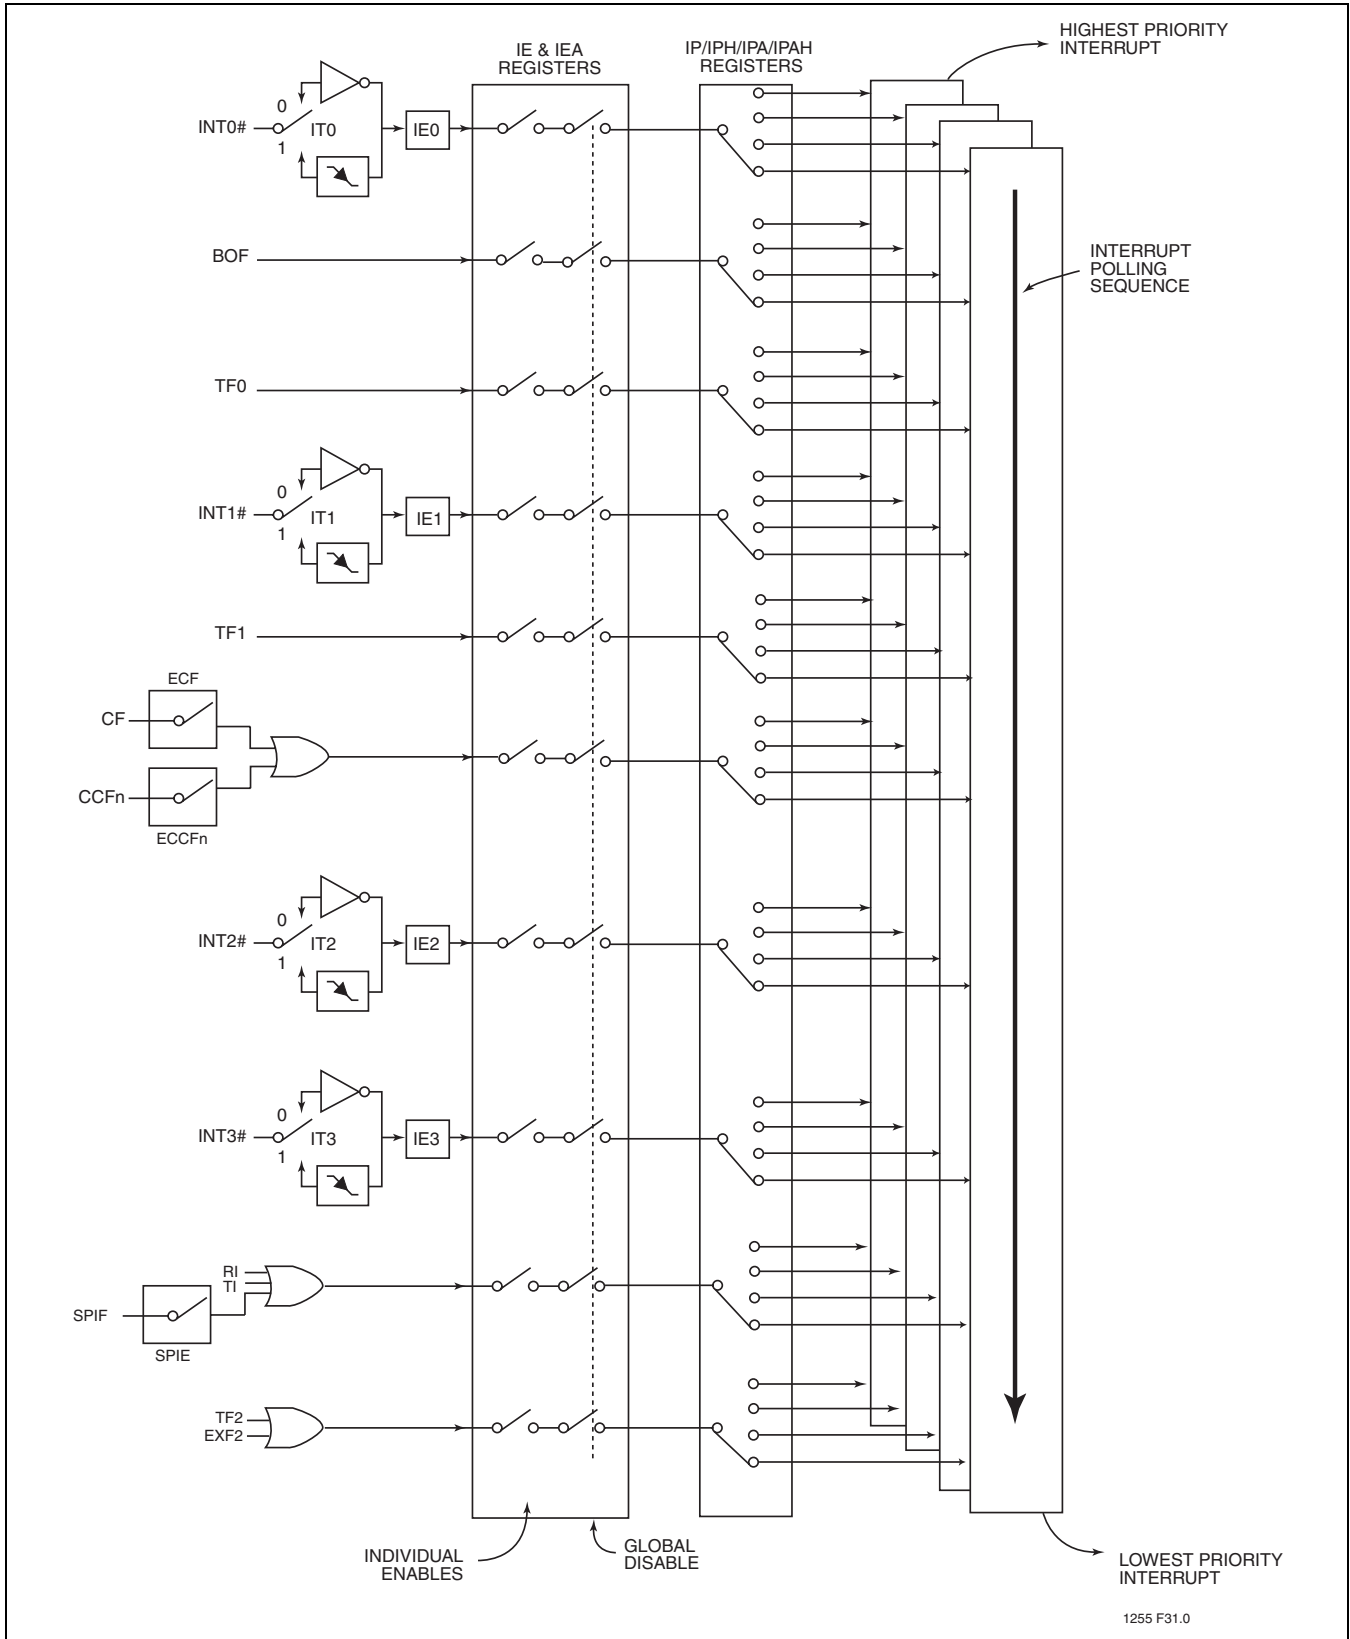 HIGHEST PRIORITY
INTERRUPT
IE & IEA
REGISTERS
IP/IPH/IPA/IPAH
REGISTERS
0
INT0#
IT0
IE0
1
BOF
INTERRUPT
POLLING
SEQUENCE
TF0
0
INT1#
IT1
IE1
1
TF1
ECF
CF
CCFn
ECCFn
0
INT2#
IT2
IE2
1
0
INT3#
IT3
IE3
1
RI
TI
SPIF
SPIE
TF2
EXF2
INDIVIDUAL
ENABLES
GLOBAL
DISABLE
LOWEST PRIORITY
INTERRUPT
1255 F31.0